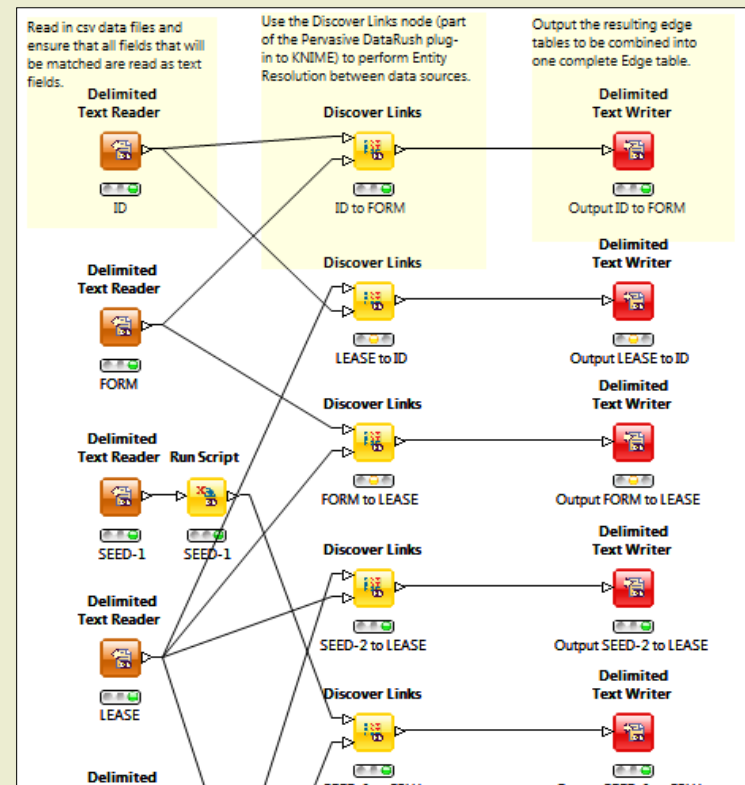 Read in csv data files and
ensure that all fields that will
be matched are read as text
fields.
Use the Discover Links node (part
of the Pervasive DataRush plug-
in to KNIME) to perform Entity
Resolution between data sources.
Output the resulting edge
tables to be combined into
one complete Edge table.
Delimited
Text Reader
ID
Discover Links
ID to FORM
Delimited
Text Writer
Output ID to FORM
Delimited
Text Reader
FORM
Discover Links
LEASE to ID
Delimited
Text Writer
Output LEASE to ID
Discover Links
FORM to LEASE
Delimited
Text Writer
Output FORM to LEASE
Delimited
Text Reader
SEED-1
Run Script
SEED-1
Discover Links
SEED-2 to LEASE
Delimited
Text Writer
Output SEED-2 to LEASE
Delimited
Text Reader
LEASE
Discover Links
Delimited
Text Writer
Delimited